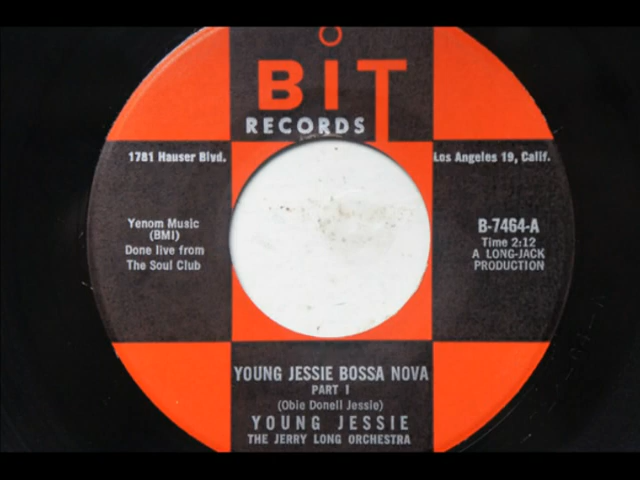 BIT
RECORDS
1781 Hauser Blvd.
Los Angeles 19, Calif.
Yenom Music
(BMI)
Done live from
The Soul Club
B-7464-A
Time 2:12
A LONG-JACK
PRODUCTION
YOUNG JESSIE BOSSA NOVA
PART I
(Obie Donell Jessie)
YOUNG JESSIE
THE JERRY LONG ORCHESTRA